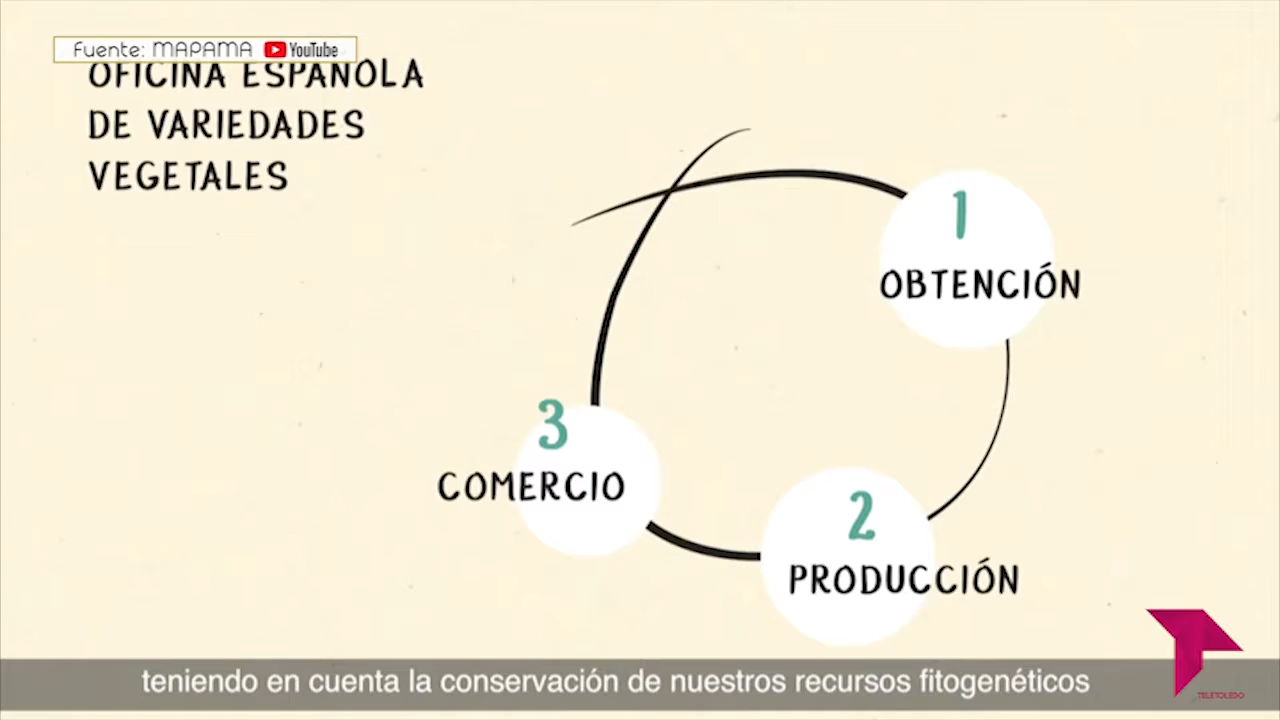 Fuente: MAPAMA YouTube
OFICINA ESPAÑOLA
DE VARIEDADES
VEGETALES
1
OBTENCIÓN
3
COMERCIO
2
PRODUCCIÓN
teniendo en cuenta la conservación de nuestros recursos fitogenéticos
TELETOLEDO